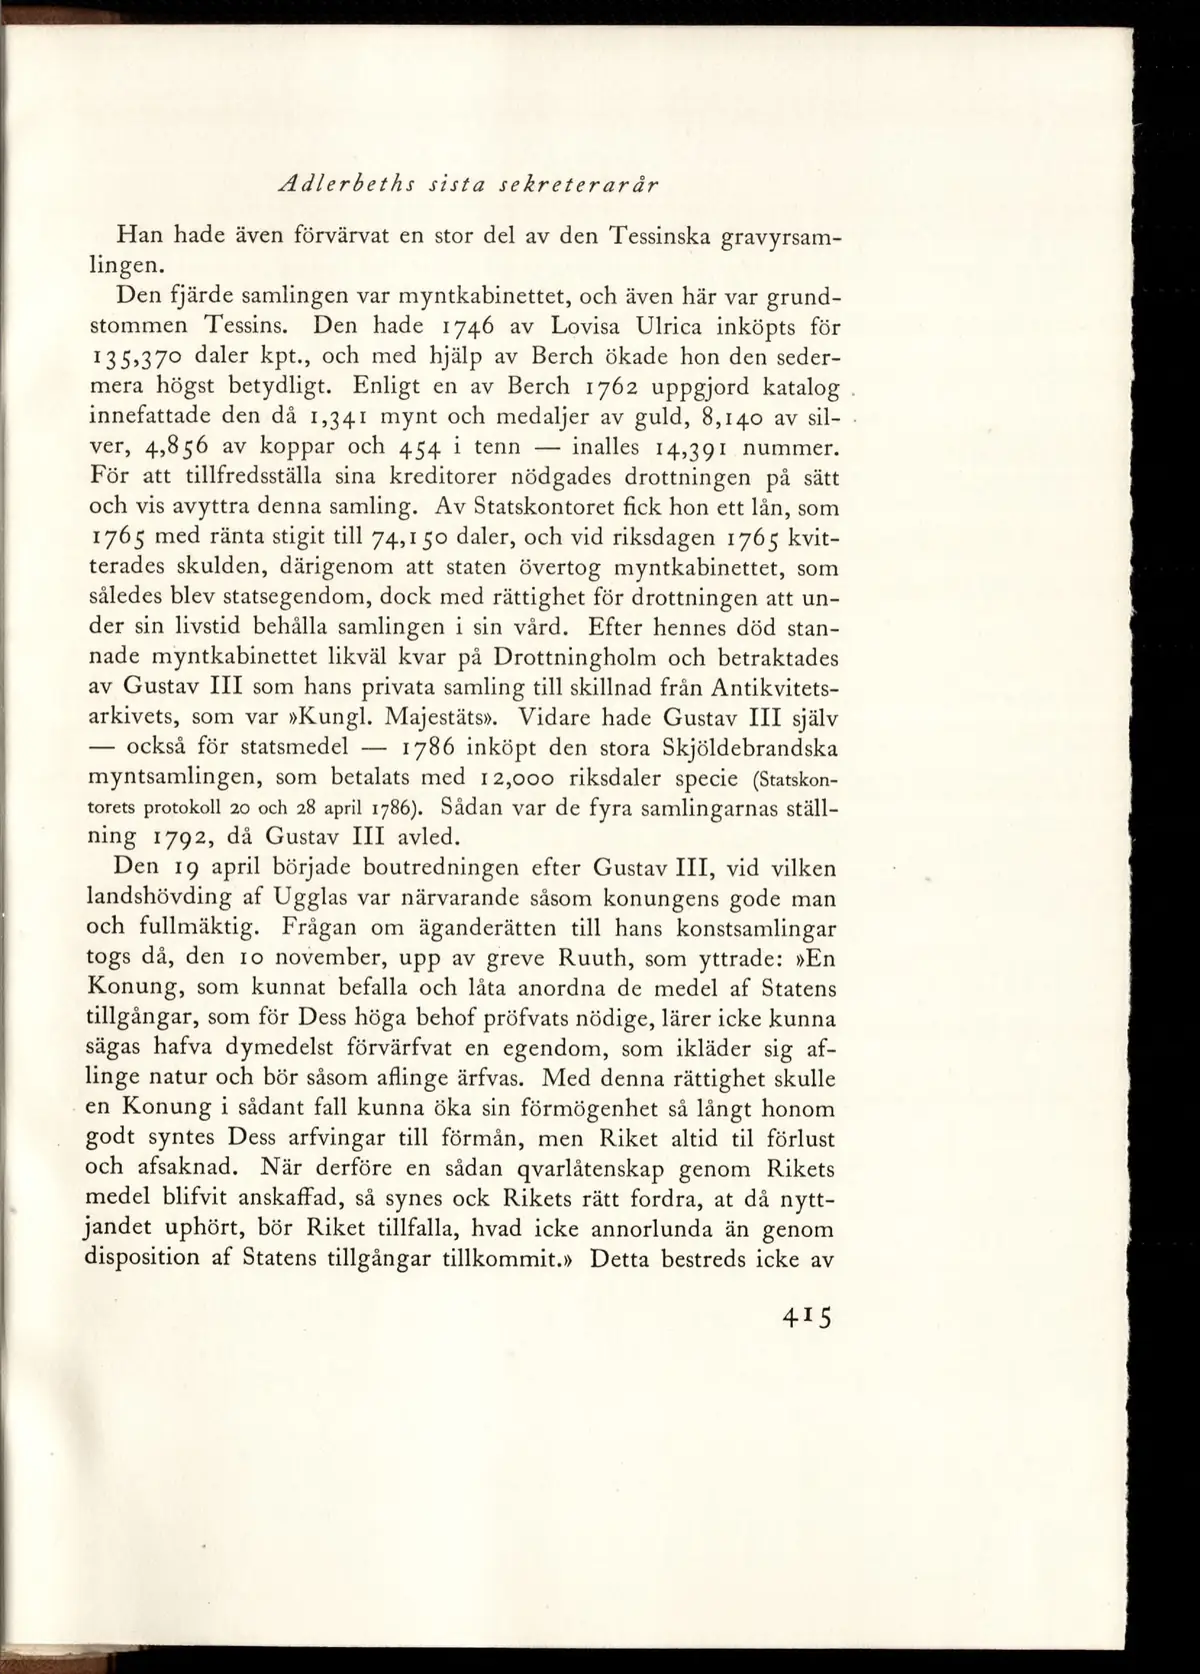 Adlerbeths sista sekreterarår
Han hade även förvärvat en stor del av den Tessinska gravyrsam-
lingen.
Den fjärde samlingen var myntkabinettet, och även här var grund-
stommen Tessins. Den hade 1746 av Lovisa Ulrica inköpts för
135,370 daler kpt., och med hjälp av Berch ökade hon den seder-
mera högst betydligt. Enligt en av Berch 1762 uppgjord katalog
innefattade den då 1,341 mynt och medaljer av guld, 8,140 av sil-
ver, 4,856 av koppar och 454 i tenn — inalles 14,391 nummer.
För att tillfredsställa sina kreditorer nödgades drottningen på sätt
och vis avyttra denna samling. Av Statskontoret fick hon ett lån, som
1765 med ränta stigit till 74,150 daler, och vid riksdagen 1765 kvit-
terades skulden, därigenom att staten övertog myntkabinettet, som
således blev statsegendom, dock med rättighet för drottningen att un-
der sin livstid behålla samlingen i sin vård. Efter hennes död stan-
nade myntkabinettet likväl kvar på Drottningholm och betraktades
av Gustav III som hans privata samling till skillnad från Antikvitets-
arkivets, som var »Kungl. Majestäts». Vidare hade Gustav III själv
— också för statsmedel — 1786 inköpt den stora Skjöldebrandska
myntsamlingen, som betalats med 12,000 riksdaler specie (Statskon-
torets protokoll 20 och 28 april 1786). Sådan var de fyra samlingarnas ställ-
ning 1792, då Gustav III avled.
Den 19 april började boutredningen efter Gustav III, vid vilken
landshövding af Ugglas var närvarande såsom konungens gode man
och fullmäktig. Frågan om äganderätten till hans konstsamlingar
togs då, den 10 november, upp av greve Ruuth, som yttrade: »En
Konung, som kunnat befalla och låta anordna de medel af Statens
tillgångar, som för Dess höga behof pröfvats nödige, lärer icke kunna
sägas hafva dymedelst förvärfvat en egendom, som ikläder sig af-
linge natur och bör såsom aflinge ärfvas. Med denna rättighet skulle
en Konung i sådant fall kunna öka sin förmögenhet så långt honom
godt syntes Dess arfvingar till förmån, men Riket altid til förlust
och afsaknad. När derföre en sådan qvarlåtenskap genom Rikets
medel blifvit anskaffad, så synes ock Rikets rätt fordra, at då nytt-
jandet uphört, bör Riket tillfalla, hvad icke annorlunda än genom
disposition af Statens tillgångar tillkommit.» Detta bestreds icke av
415